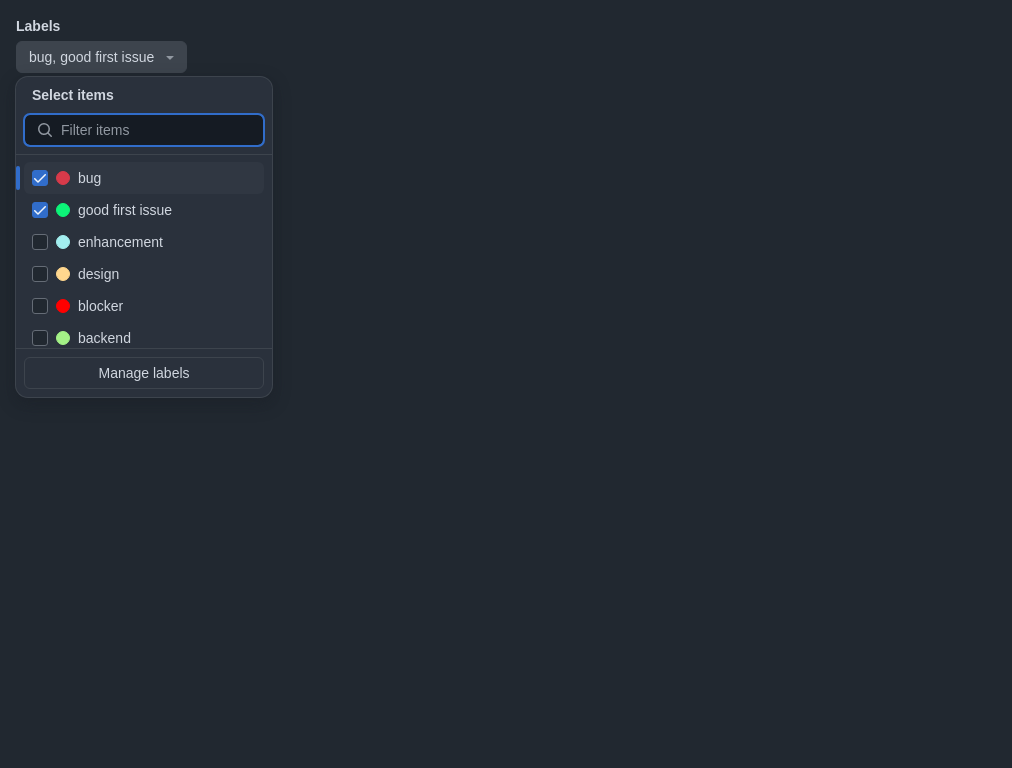 Labels
bug, good first issue
Select items
Filter items
bug
good first issue
enhancement
design
blocker
backend
Manage labels